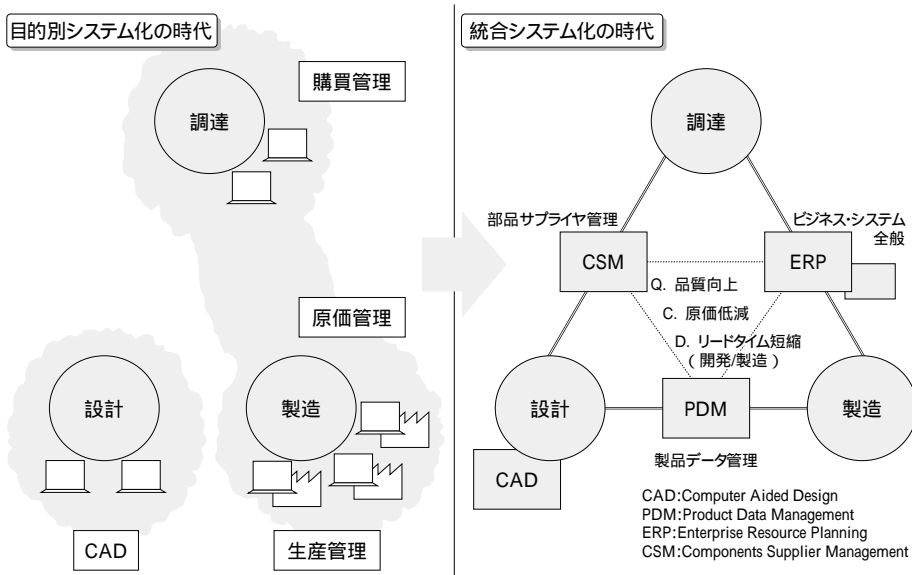 目的別システム化の時代
購買管理
調達
原価管理
設計
製造
CAD
生産管理
統合システム化の時代
調達
部品サプライヤ管理
ビジネス・システム
全般
CSM
ERP
Q. 品質向上
C. 原価低減
D. リードタイム短縮
(開発/製造)
設計
PDM
製造
製品データ管理
CAD
CAD:Computer Aided Design
PDM:Product Data Management
ERP:Enterprise Resource Planning
CSM:Components Supplier Management